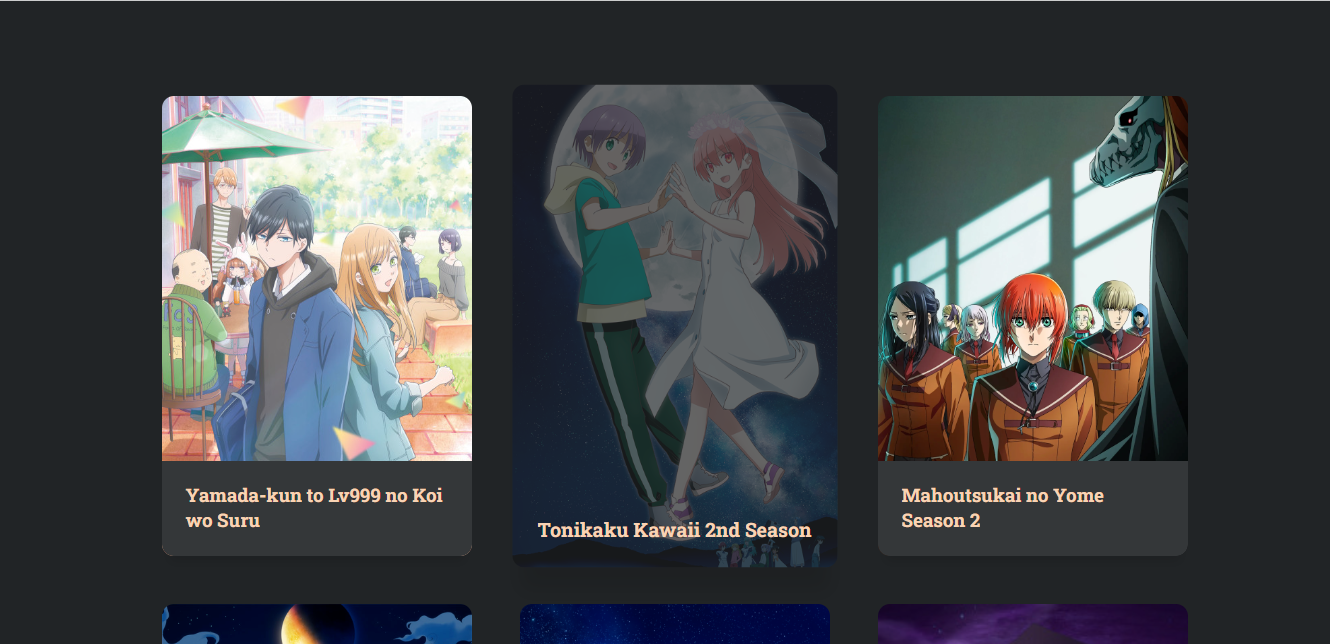 Yamada-kun to Lv999 no Koi
wo Suru
Tonikaku Kawaii 2nd Season
Mahoutsukai no Yome
Season 2